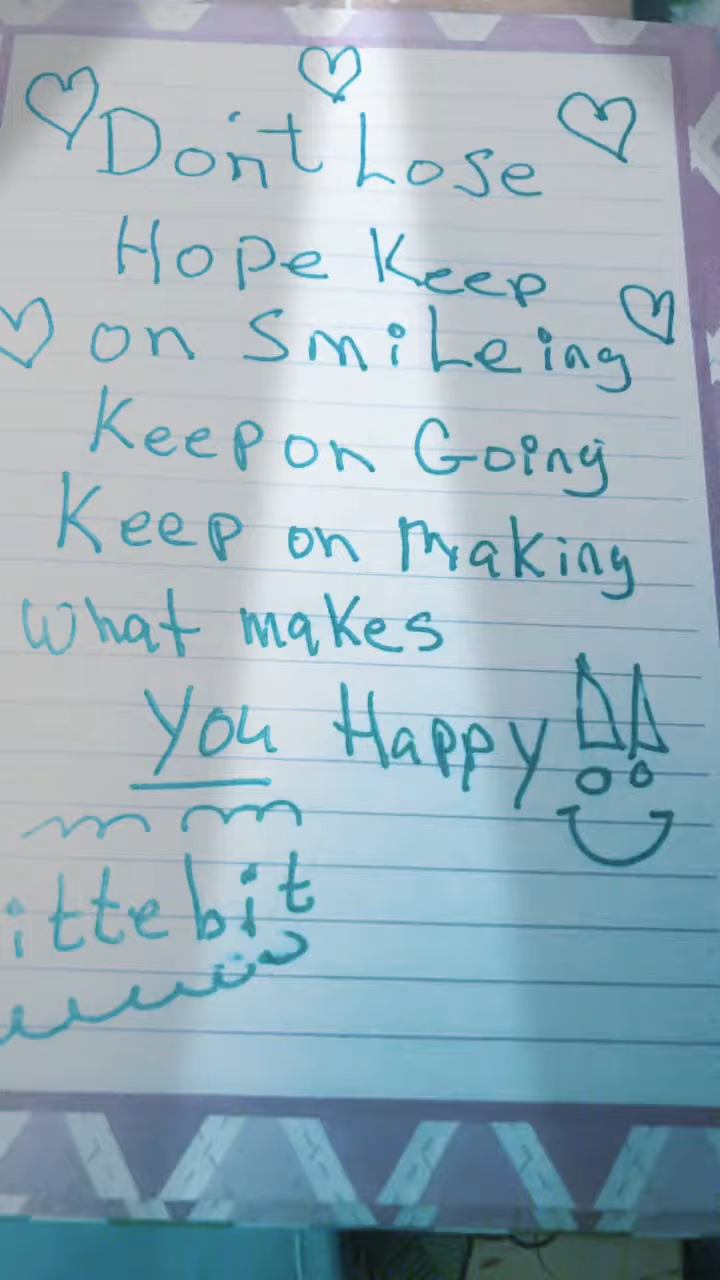 Don't Lose
Hope Keep
on SmiLeing
Keep on Going
Keep on Making
what makes
you Happy!!
ittebit